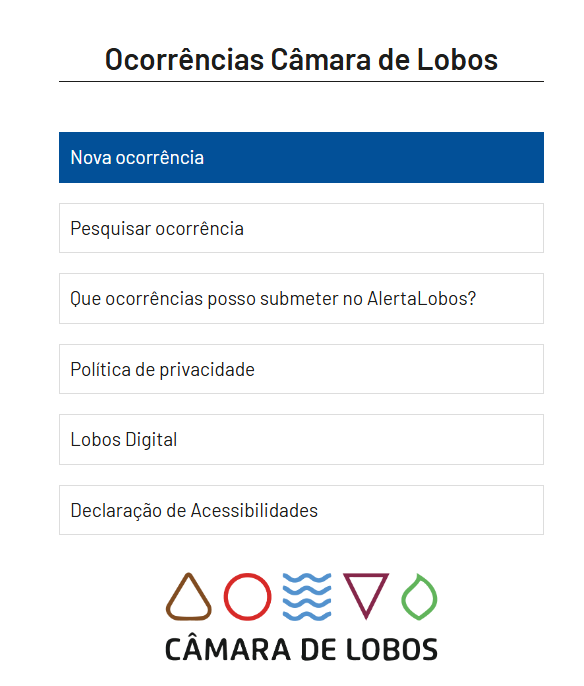 Ocorrências Câmara de Lobos
Nova ocorrência
Pesquisar ocorrência
Que ocorrências posso submeter no AlertaLobos?
Política de privacidade
Lobos Digital
Declaração de Acessibilidades
CÂMARA DE LOBOS